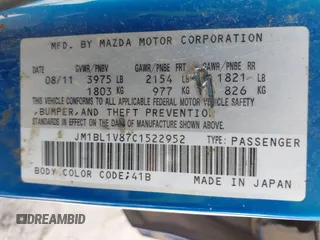 MFD. BY MAZDA MOTOR CORPORATION
GVWR/PNBV GAWR/PNBE FRT GAWR/PNBE RR
08/11 3975 LB 2154 LB 1821 LB
1803 KG 977 KG 826 KG
THIS VEHICLE CONFORMS TO ALL APPLICABLE FEDERAL MOTOR VEHICLE SAFETY
,BUMPER,AND THEFT PREVENTION
STANDARDS IN EFFECT ON THE DATE OF MANUFACTURE SHOWN ABOVE.
JM1BL1V87C1522952 TYPE: PASSENGER
BODY COLOR CODE;41B MADE IN JAPAN
DREAMBID